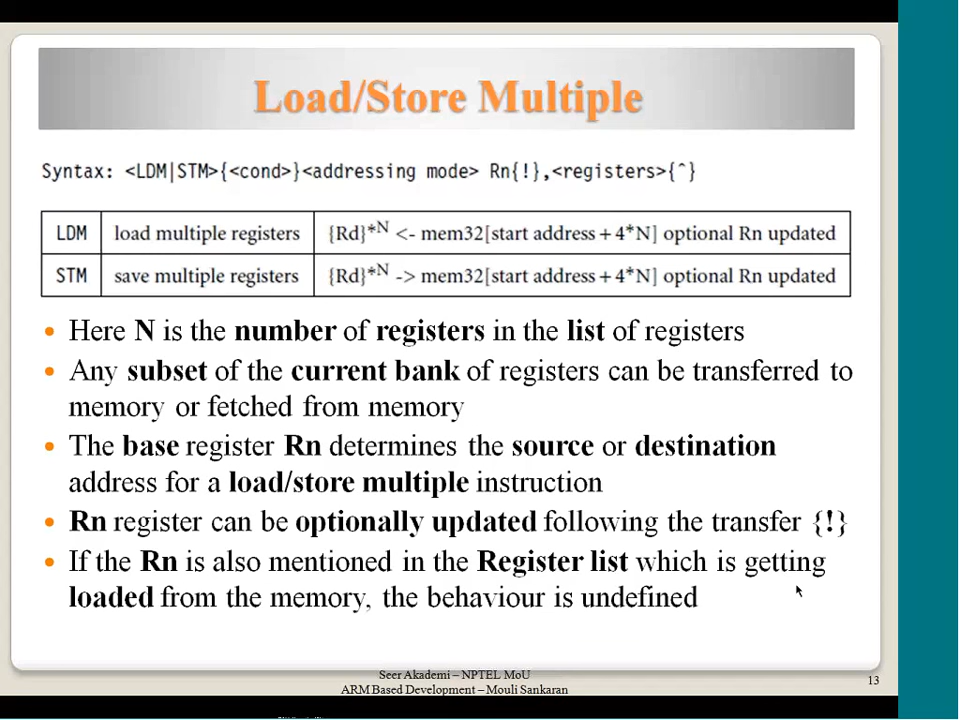 Load/Store Multiple
Syntax: <LDM|STM>{<cond>}<addressing mode> Rn{!},<registers>{ˆ}
LDM load multiple registers {Rd}*N <- mem32[start address + 4*N] optional Rn updated
STM save multiple registers {Rd}*N -> mem32[start address + 4*N] optional Rn updated
• Here N is the number of registers in the list of registers
• Any subset of the current bank of registers can be transferred to
memory or fetched from memory
• The base register Rn determines the source or destination
address for a load/store multiple instruction
• Rn register can be optionally updated following the transfer {!}
• If the Rn is also mentioned in the Register list which is getting
loaded from the memory, the behaviour is undefined
Seer Akademi – NPTEL MoU
ARM Based Development – Mouli Sankaran
13